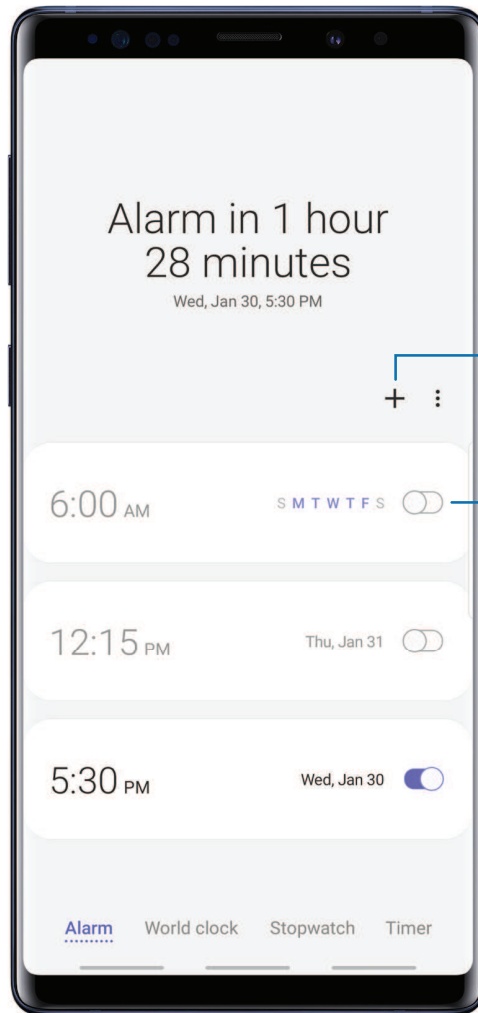 Alarm in 1 hour
28 minutes
Wed, Jan 30, 5:30 PM
6:00 AM S M T W T F S
12:15 PM Thu, Jan 31
5:30 PM Wed, Jan 30
Alarm World clock Stopwatch Timer